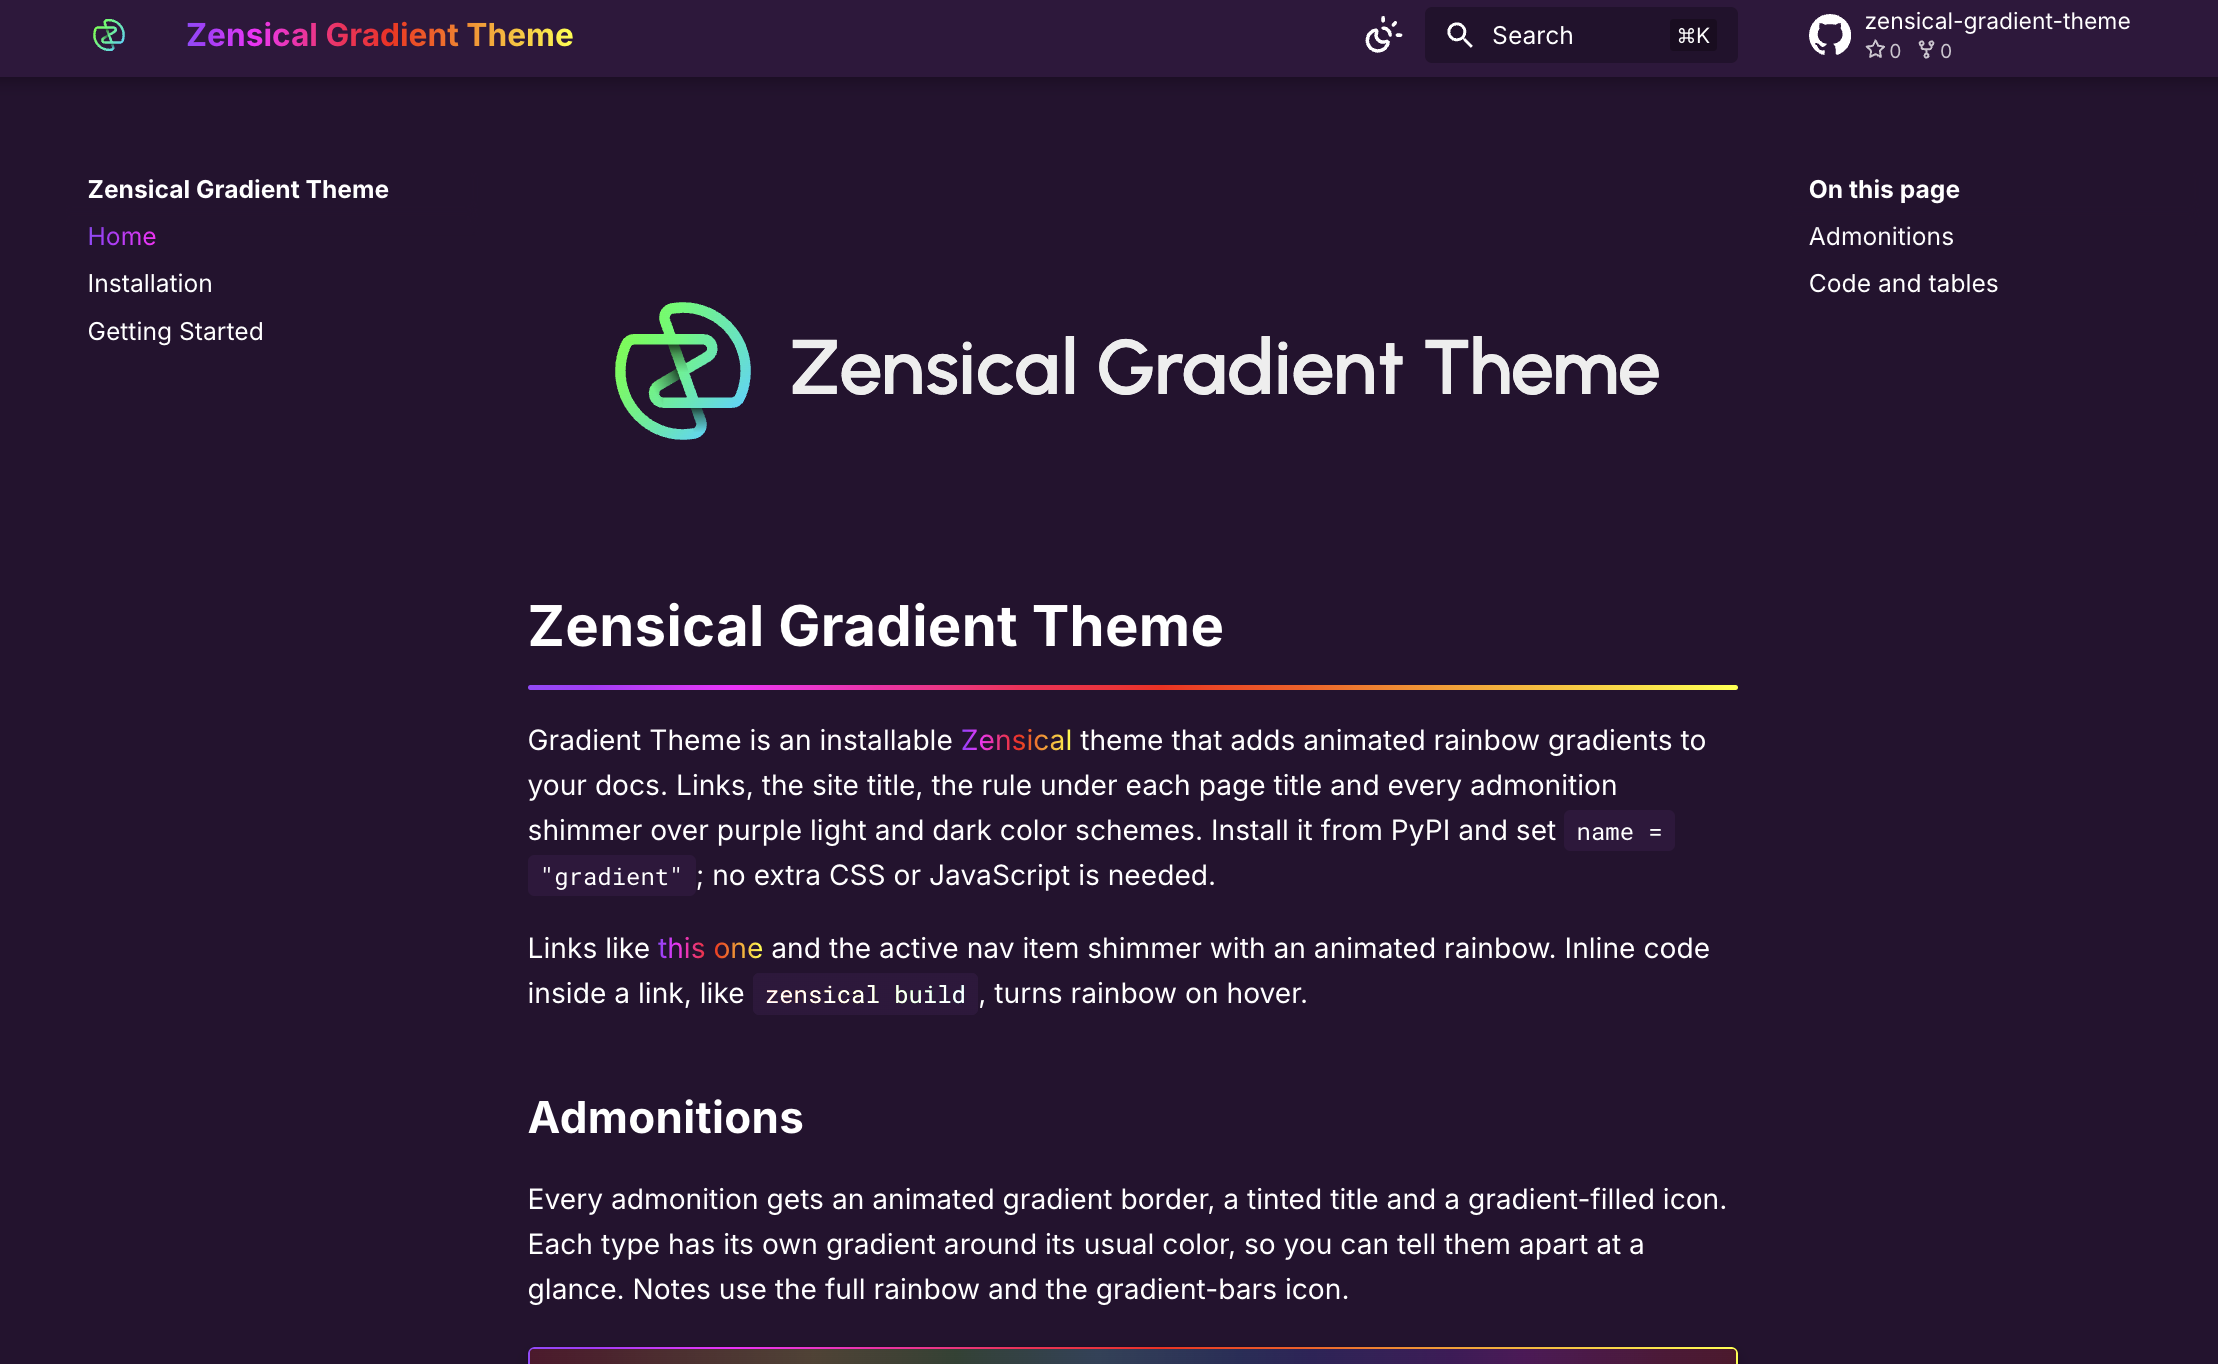 Zensical Gradient Theme
Search
⌘K
zensical-gradient-theme
0 0
Zensical Gradient Theme
Home
Installation
Getting Started
On this page
Admonitions
Code and tables
Zensical Gradient Theme
Zensical Gradient Theme
Gradient Theme is an installable Zensical theme that adds animated rainbow gradients to
your docs. Links, the site title, the rule under each page title and every admonition
shimmer over purple light and dark color schemes. Install it from PyPI and set name =
"gradient" ; no extra CSS or JavaScript is needed.
Links like this one and the active nav item shimmer with an animated rainbow. Inline code
inside a link, like zensical build , turns rainbow on hover.
Admonitions
Every admonition gets an animated gradient border, a tinted title and a gradient-filled icon.
Each type has its own gradient around its usual color, so you can tell them apart at a
glance. Notes use the full rainbow and the gradient-bars icon.